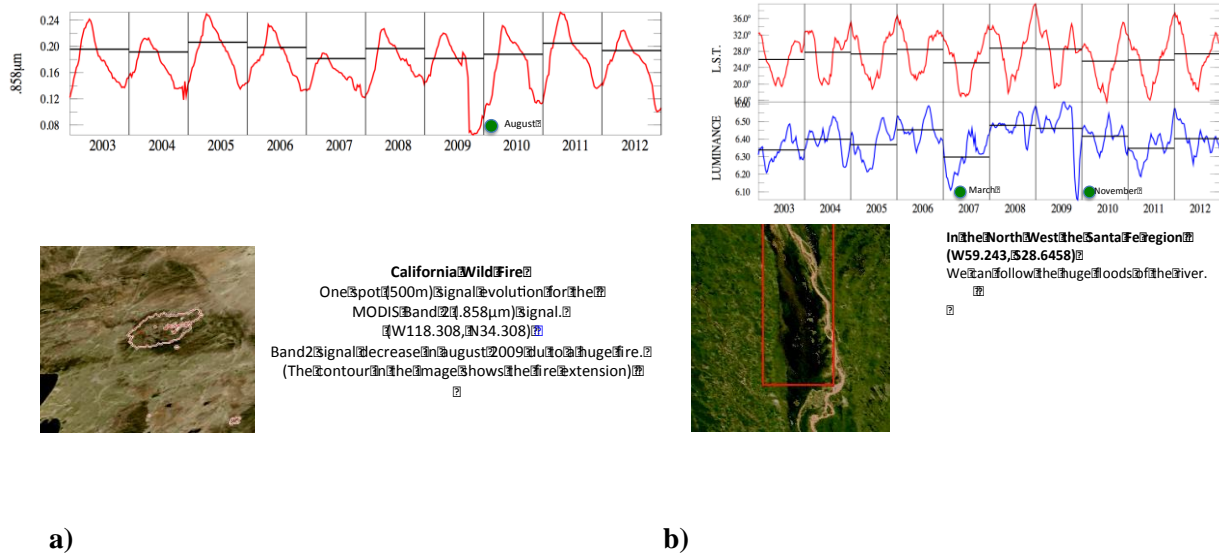 0.24
0.20
0.16
0.12
0.08
.858µm
August
2003 2004 2005 2006 2007 2008 2009 2010 2011 2012
36.0°
32.0°
28.0°
24.0°
20.0°
16.0°
L.S.T.
6.50
6.40
6.30
6.20
6.10
LUMINANCE
March
November
2003 2004 2005 2006 2007 2008 2009 2010 2011 2012
California Wild Fire
One spot (500m) signal evolution for the
MODIS Band 2 (.858µm) signal.
(W118.308, N34.308)
Band2 signal decrease in august 2009 due to a huge fire.
(The contour in the image shows the fire extension)
In the North West the Santa Fe region
(W59.243, S28.6458)
We can follow the huge floods of the river.
a)
b)